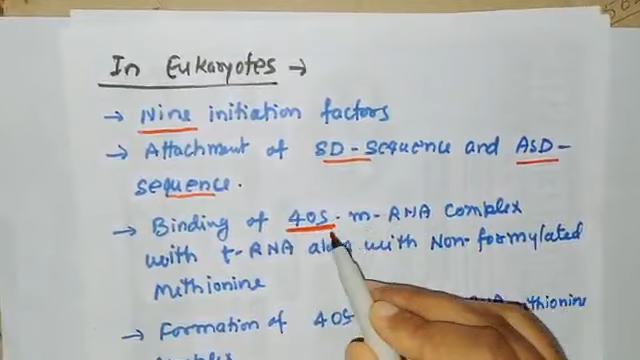 In Eukaryotes →
→ Nine initiation factors
→ Attachment of SD-Sequence and ASD-
sequence.
→ Binding of 40S-m-RNA complex
with t-RNA along with Non-formylated
Methionine
→ Formation of 40S